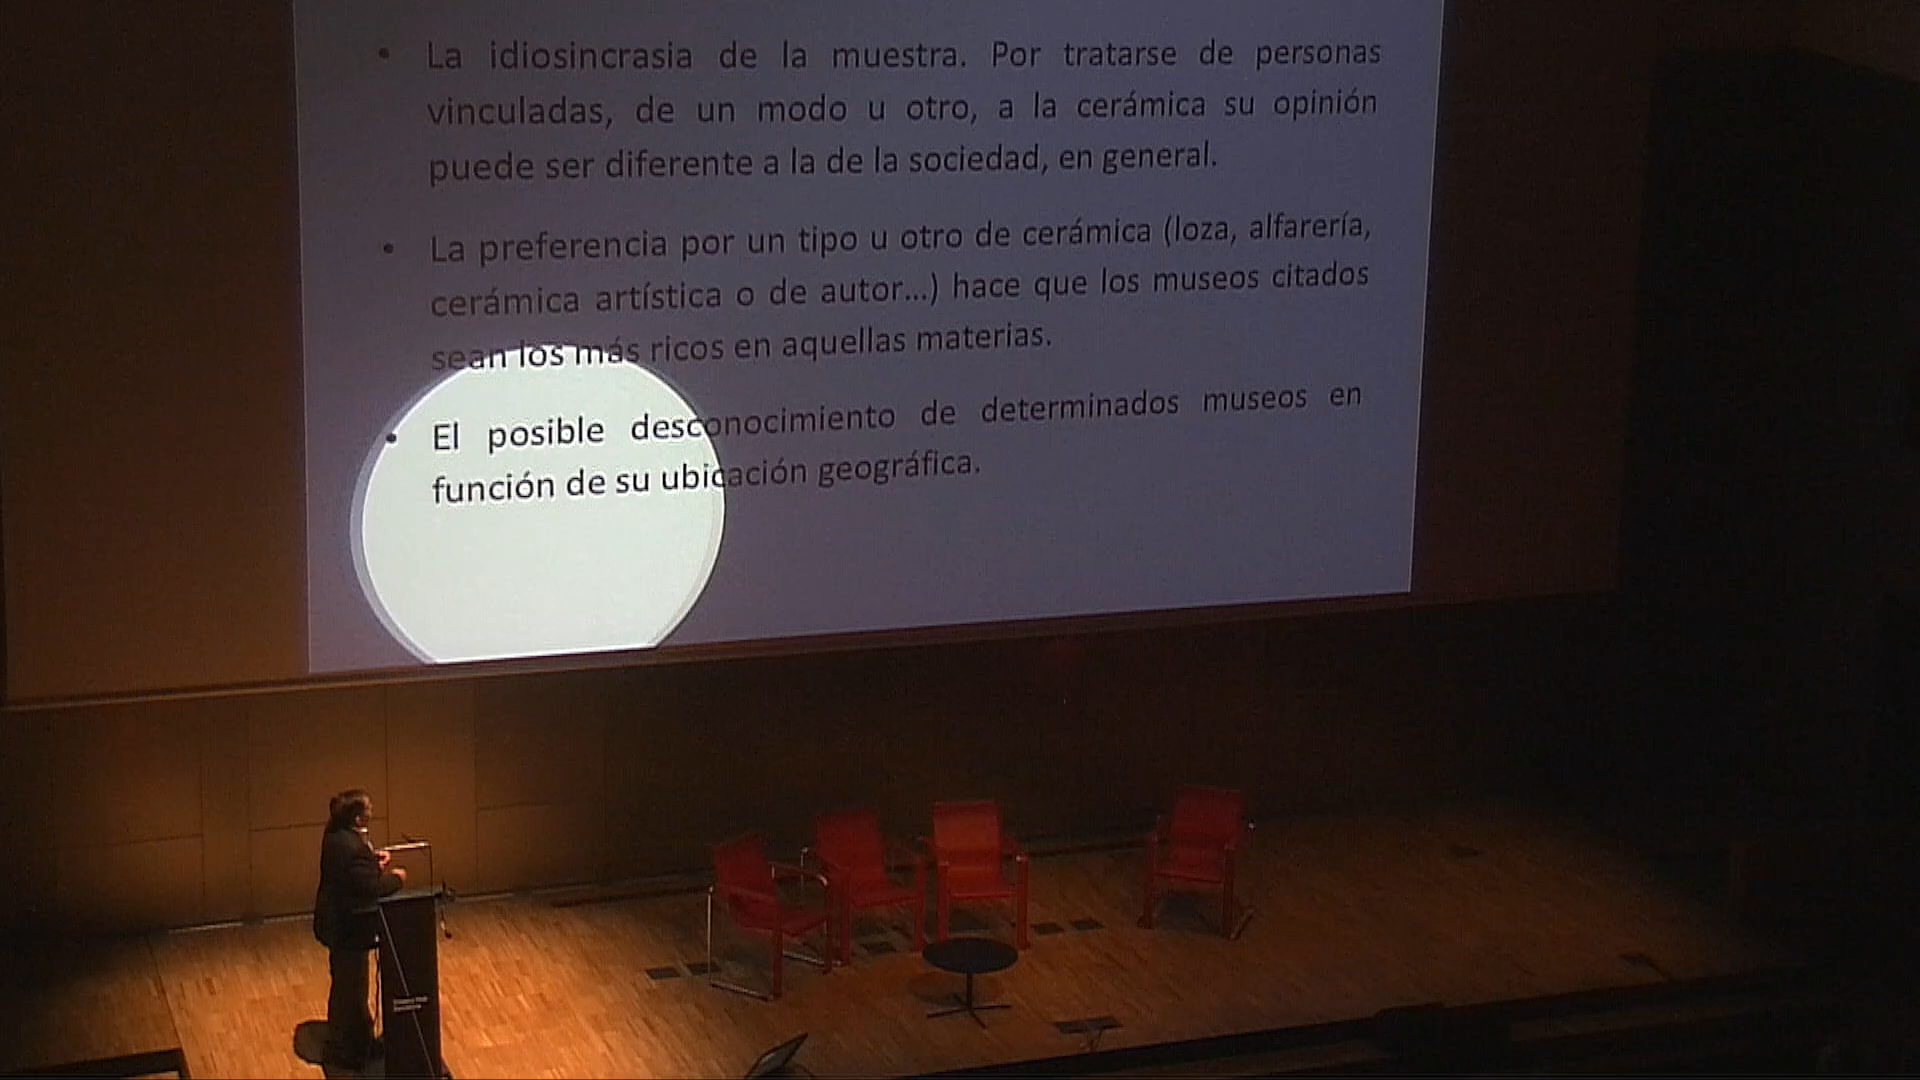 • La idiosincrasia de la muestra. Por tratarse de personas
vinculadas, de un modo u otro, a la cerámica su opinión
puede ser diferente a la de la sociedad, en general.
• La preferencia por un tipo u otro de cerámica (loza, alfarería,
cerámica artística o de autor...) hace que los museos citados
sean los más ricos en aquellas materias.
• El posible desconocimiento de determinados museos en
función de su ubicación geográfica.